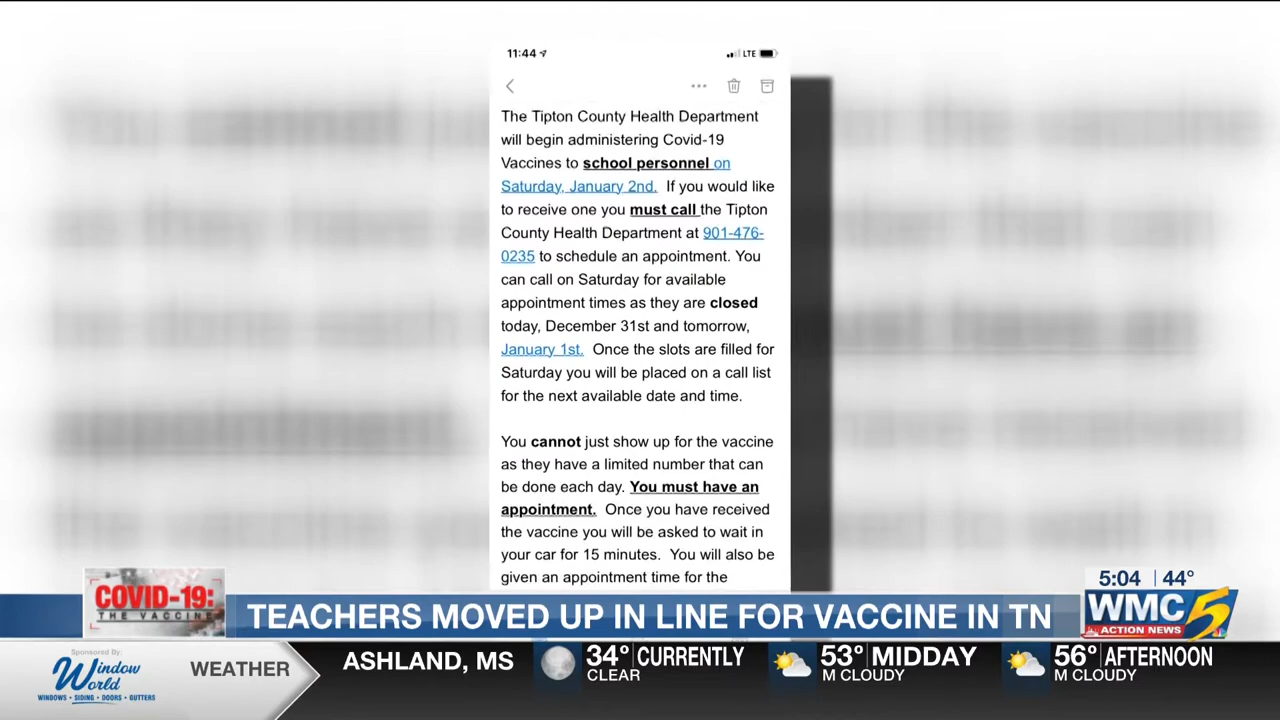 11:44
LTE
The Tipton County Health Department
will begin administering Covid-19
Vaccines to school personnel on
Saturday, January 2nd. If you would like
to receive one you must call the Tipton
County Health Department at 901-476-
0235 to schedule an appointment. You
can call on Saturday for available
appointment times as they are closed
today, December 31st and tomorrow,
January 1st. Once the slots are filled for
Saturday you will be placed on a call list
for the next available date and time.
You cannot just show up for the vaccine
as they have a limited number that can
be done each day. You must have an
appointment. Once you have received
the vaccine you will be asked to wait in
your car for 15 minutes. You will also be
given an appointment time for the
COVID-19:
THE VACCINE
TEACHERS MOVED UP IN LINE FOR VACCINE IN TN
5:04 44°
WMC 5
ACTION NEWS
Sponsored By:
Window
World
WINDOWS • SIDING • DOORS • GUTTERS
WEATHER
ASHLAND, MS
34° CURRENTLY
CLEAR
53° MIDDAY
M CLOUDY
56° AFTERNOON
M CLOUDY